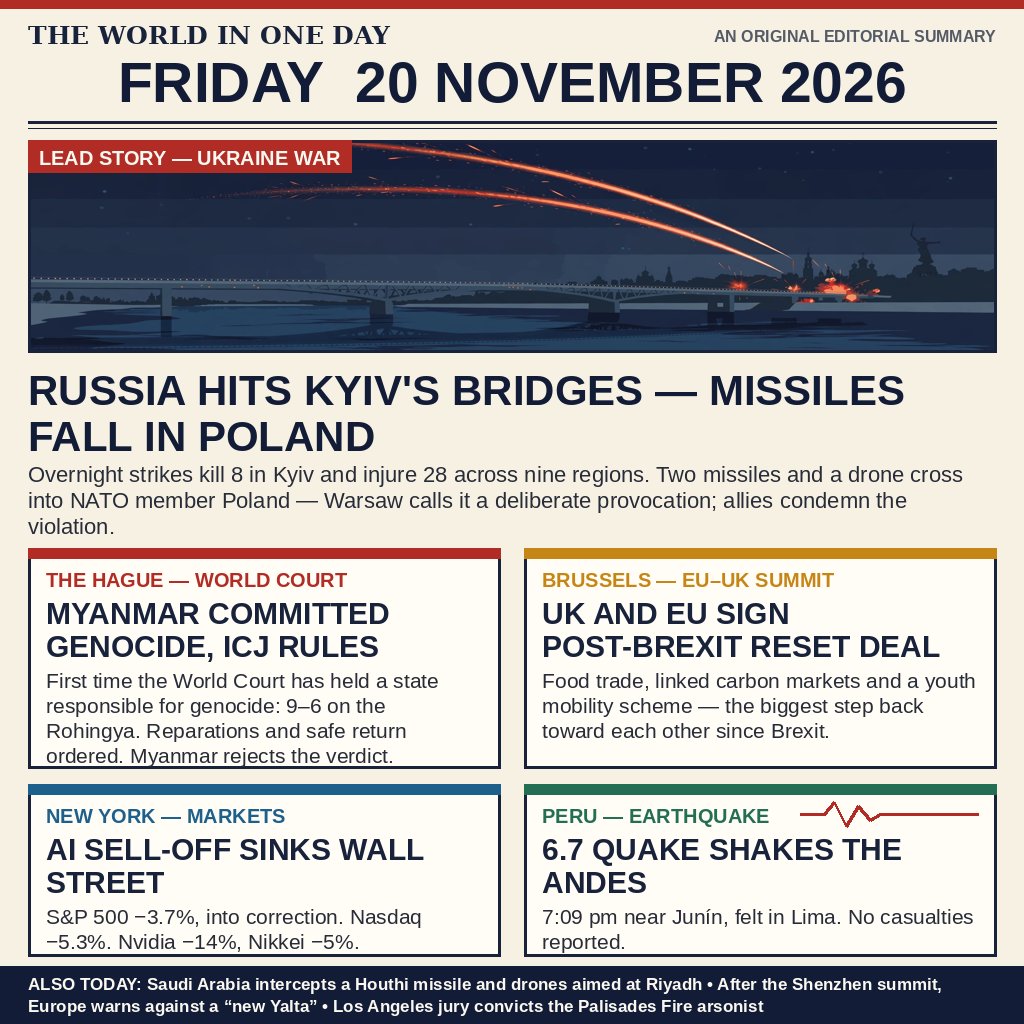 THE WORLD IN ONE DAY
AN ORIGINAL EDITORIAL SUMMARY
FRIDAY 20 NOVEMBER 2026
LEAD STORY — UKRAINE WAR
RUSSIA HITS KYIV'S BRIDGES — MISSILES
FALL IN POLAND
Overnight strikes kill 8 in Kyiv and injure 28 across nine regions. Two missiles and a drone cross
into NATO member Poland — Warsaw calls it a deliberate provocation; allies condemn the
violation.
THE HAGUE — WORLD COURT
MYANMAR COMMITTED
GENOCIDE, ICJ RULES
First time the World Court has held a state
responsible for genocide: 9–6 on the
Rohingya. Reparations and safe return
ordered. Myanmar rejects the verdict.
BRUSSELS — EU–UK SUMMIT
UK AND EU SIGN
POST-BREXIT RESET DEAL
Food trade, linked carbon markets and a youth
mobility scheme — the biggest step back
toward each other since Brexit.
NEW YORK — MARKETS
AI SELL-OFF SINKS WALL
STREET
S&P 500 −3.7%, into correction. Nasdaq
−5.3%. Nvidia −14%, Nikkei −5%.
PERU — EARTHQUAKE
6.7 QUAKE SHAKES THE
ANDES
7:09 pm near Junín, felt in Lima. No casualties
reported.
ALSO TODAY: Saudi Arabia intercepts a Houthi missile and drones aimed at Riyadh • After the Shenzhen summit,
Europe warns against a “new Yalta” • Los Angeles jury convicts the Palisades Fire arsonist